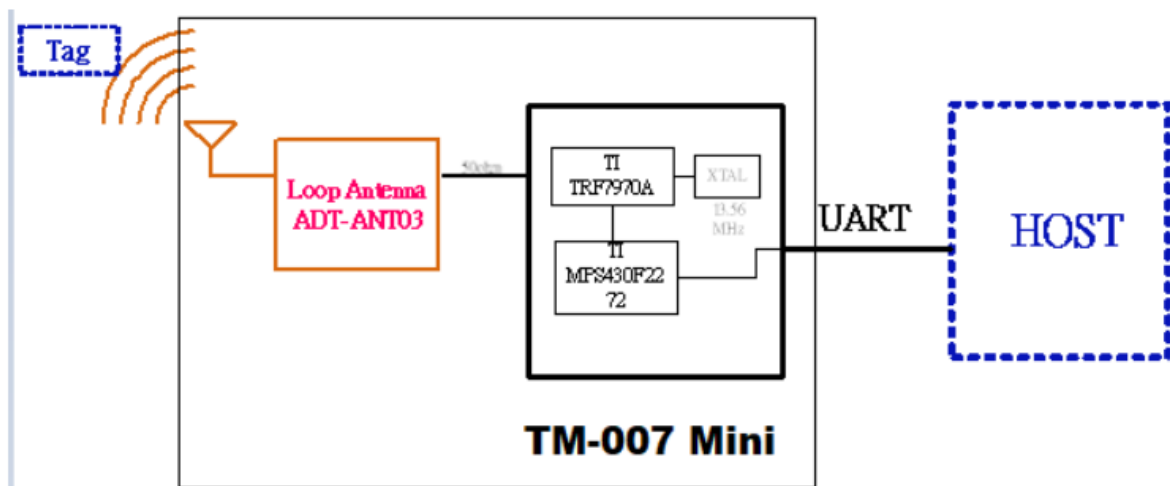 Tag
Loop Antenna
ADT-ANT03
50ohm
TI
TRF7970A
XTAL
13.56
MHz
TI
MPS430F22
72
UART
HOST
TM-007 Mini